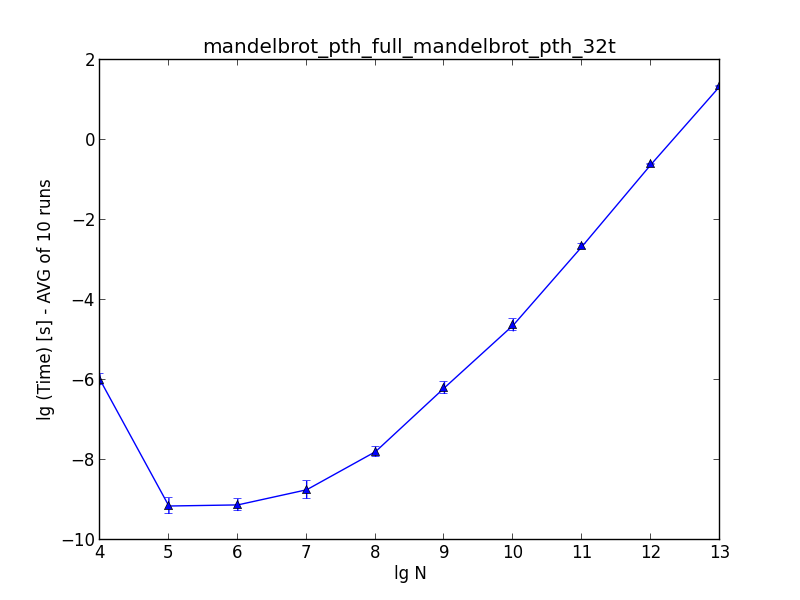 mandelbrot_pth_full_mandelbrot_pth_32t
2
0
−2
−4
−6
−8
−10
lg (Time) [s] - AVG of 10 runs
4 5 6 7 8 9 10 11 12 13
lg N